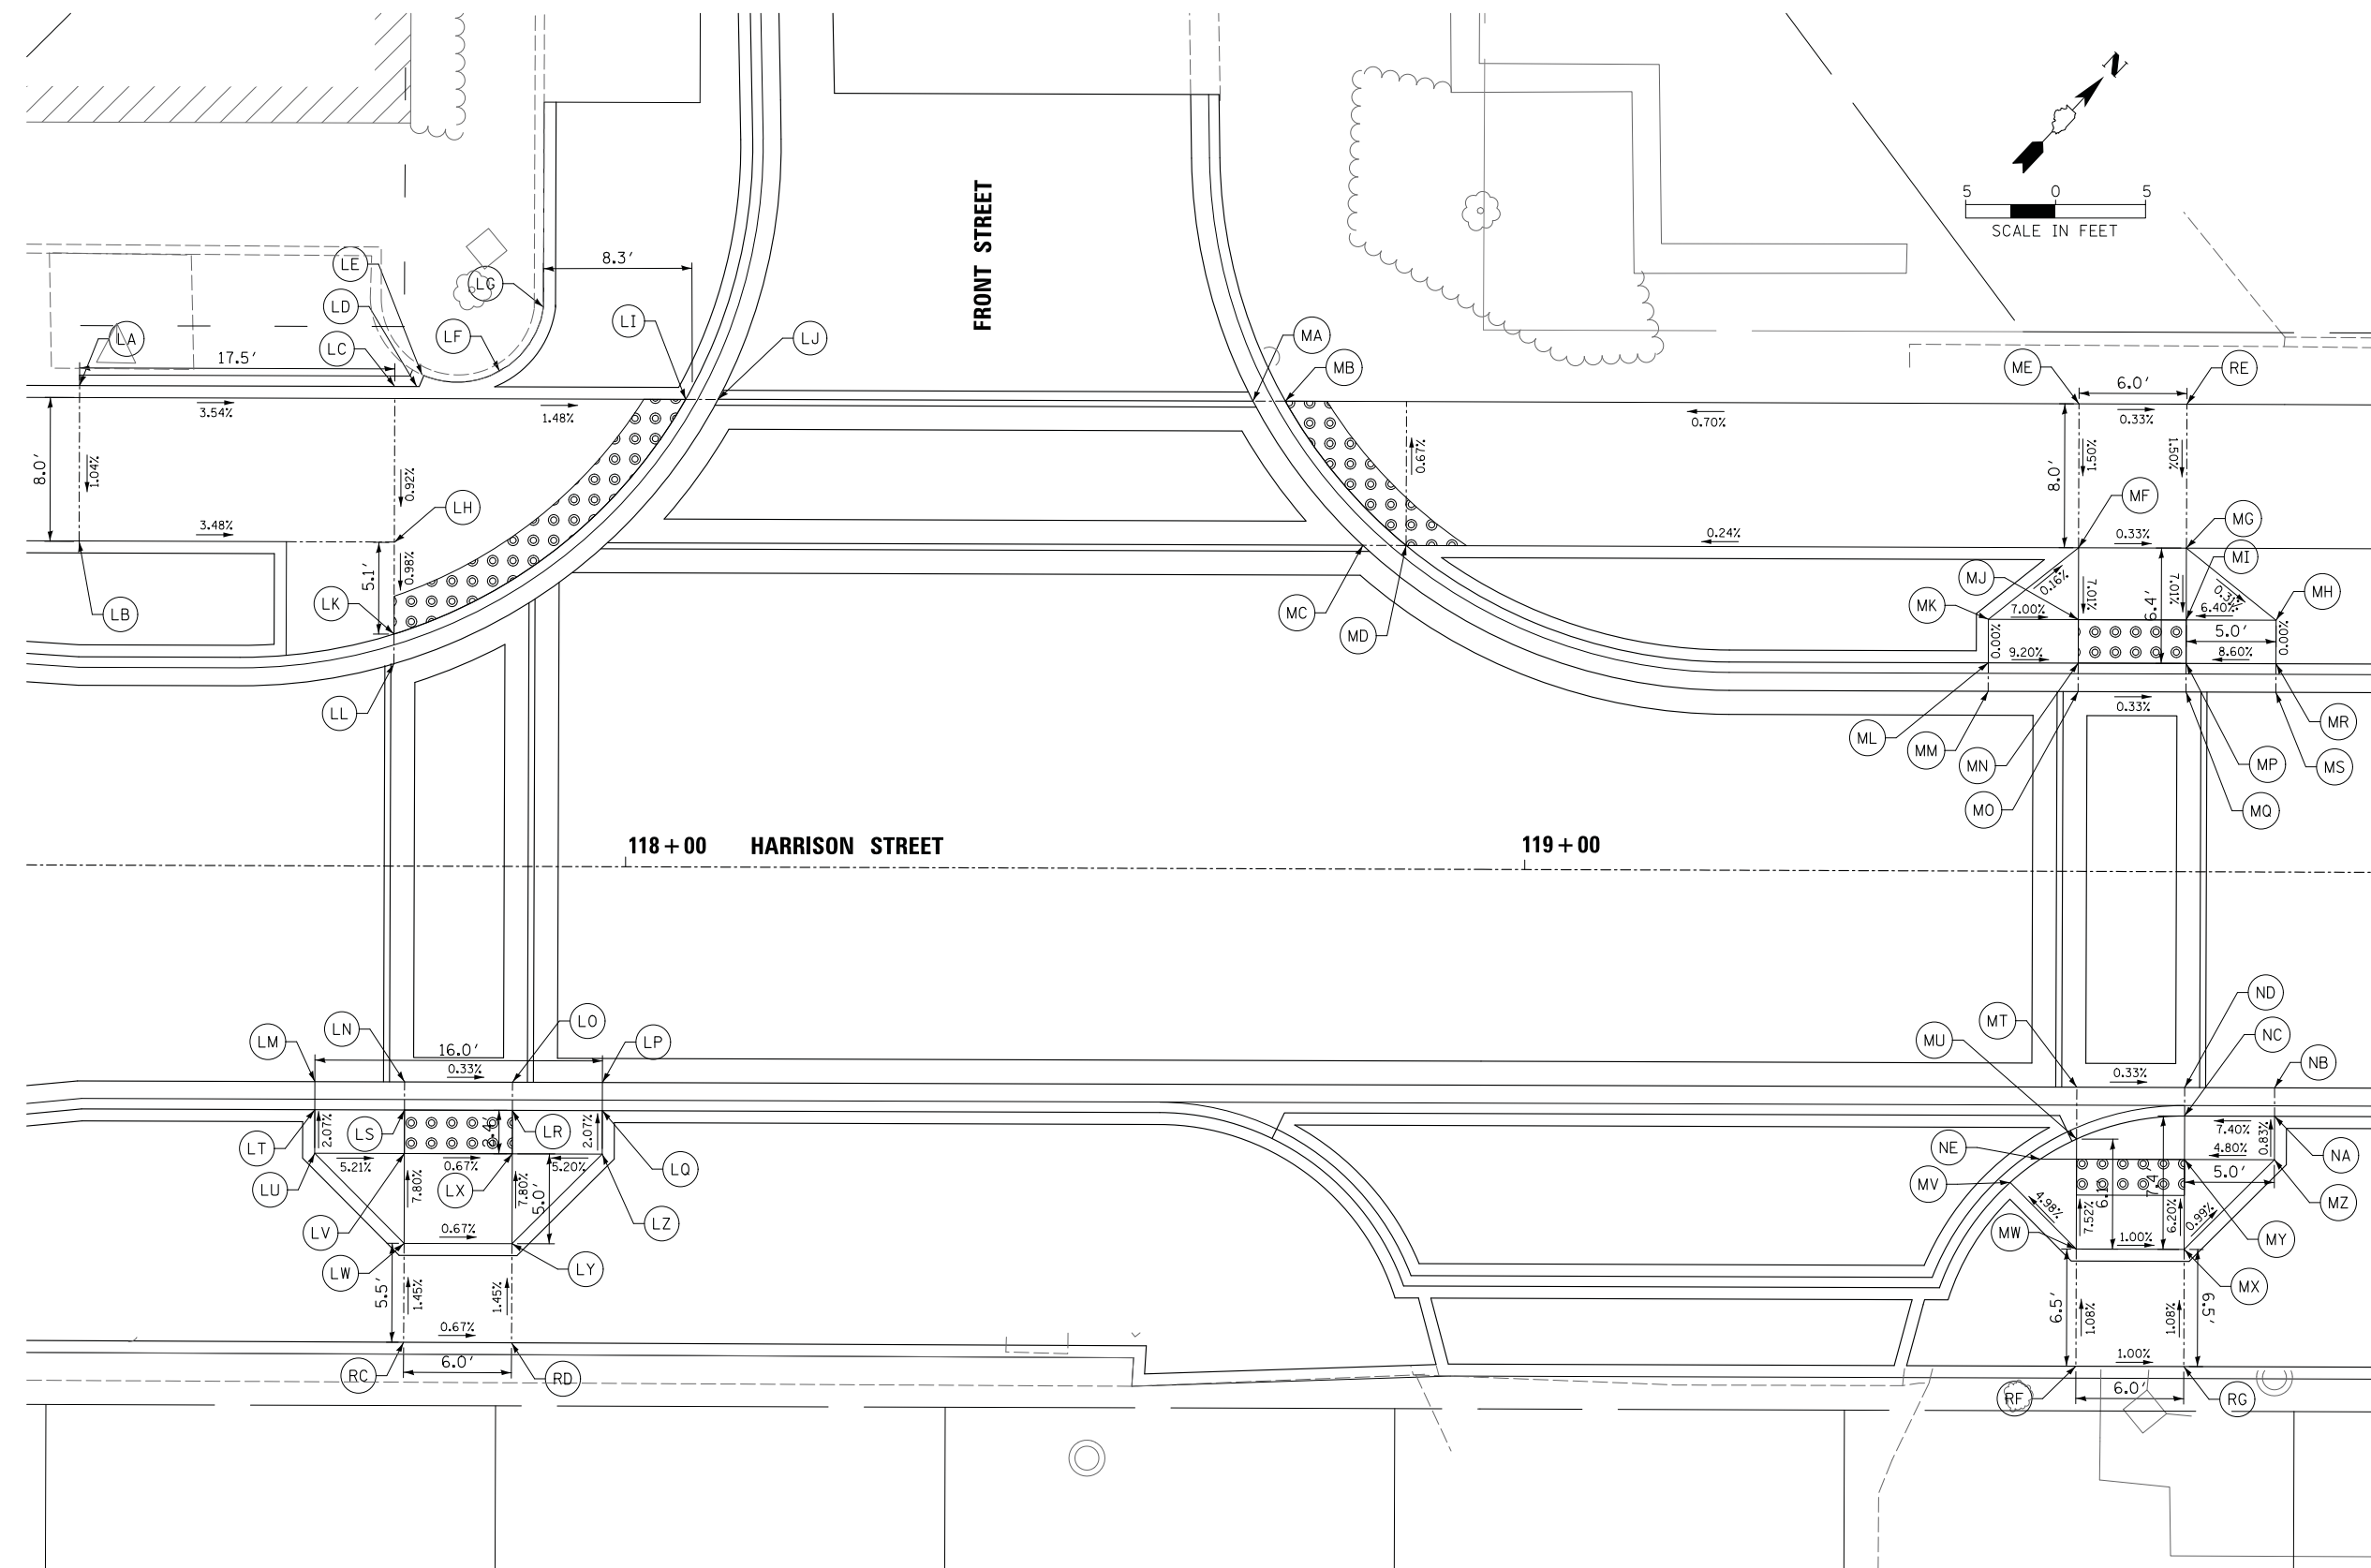 N
5 0 5
SCALE IN FEET
FRONT STREET
LE
LG
8.3′
LD
LI
LA
LC
LF
LJ
MA
MB
ME
RE
17.5′
6.0′
3.54%
1.48%
0.70%
0.33%
8.0′
1.04%
0.92%
0.67%
8.0′
1.50%
1.50%
LH
MF
MG
3.48%
0.24%
0.33%
MI
5.1′
0.98%
MJ
0.16%
7.01%
7.01%
0.31%
LK
LB
MK
7.00%
6.4′
6.40%
MH
MC
MD
0.00%
9.20%
5.0′
8.60%
0.00%
LL
0.33%
ML
MM
MN
MP
MR
MS
MO
MQ
118+00 HARRISON STREET
119+00
LM
LN
LO
LP
16.0′
0.33%
MU
MT
ND
NC
NB
0.33%
LT
2.07%
LS
LR
2.07%
LQ
5.21%
0.67%
5.20%
NE
7.40%
0.83%
4.80%
NA
LU
7.80%
LX
7.80%
5.0′
LZ
MV
4.98%
7.52%
7.4′
6.20%
5.0′
0.99%
MZ
LV
0.67%
MW
1.00%
MY
LW
LY
MX
5.5′
1.45%
1.45%
6.5′
1.08%
1.08%
6.5′
0.67%
1.00%
RC
6.0′
RD
RF
6.0′
RG